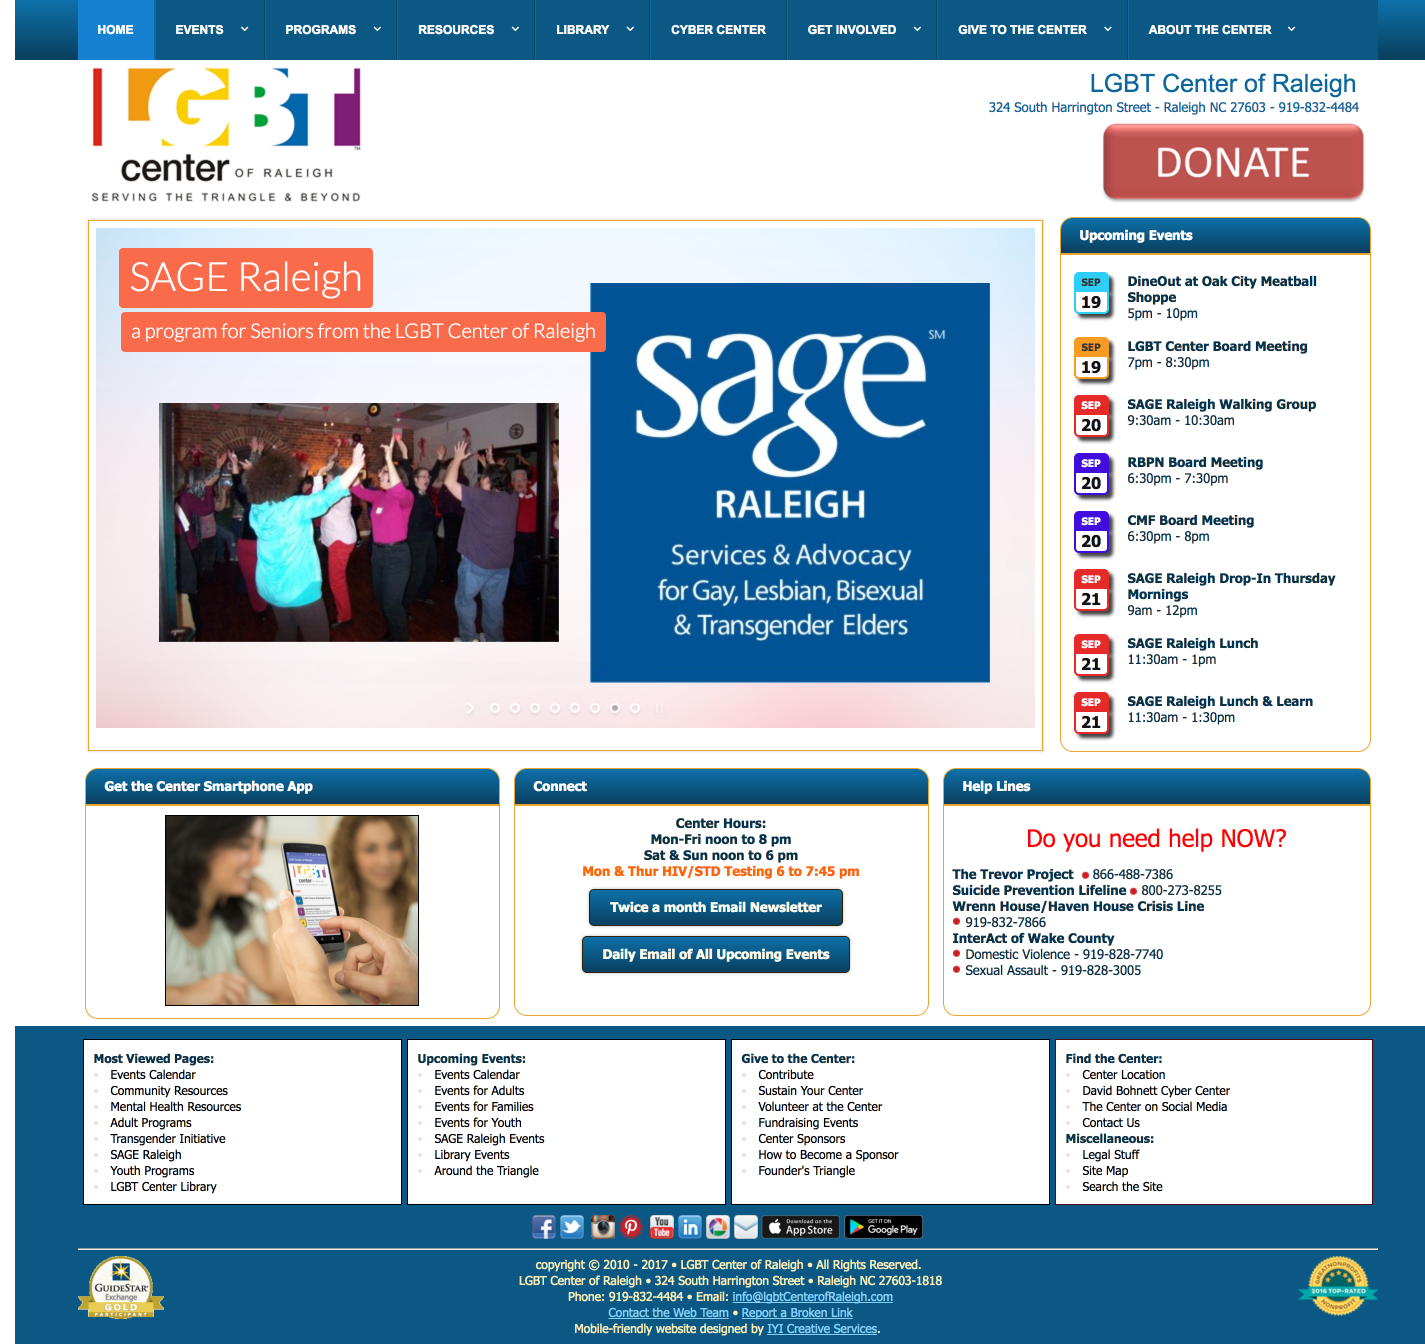 HOME EVENTS PROGRAMS RESOURCES LIBRARY CYBER CENTER GET INVOLVED GIVE TO THE CENTER ABOUT THE CENTER
LGBT™
center OF RALEIGH
SERVING THE TRIANGLE & BEYOND
LGBT Center of Raleigh
324 South Harrington Street - Raleigh NC 27603 - 919-832-4484
DONATE
SAGE Raleigh
a program for Seniors from the LGBT Center of Raleigh
sage SM
RALEIGH
Services & Advocacy
for Gay, Lesbian, Bisexual
& Transgender Elders
Upcoming Events
SEP 19
DineOut at Oak City Meatball
Shoppe
5pm - 10pm
SEP 19
LGBT Center Board Meeting
7pm - 8:30pm
SEP 20
SAGE Raleigh Walking Group
9:30am - 10:30am
SEP 20
RBPN Board Meeting
6:30pm - 7:30pm
SEP 20
CMF Board Meeting
6:30pm - 8pm
SEP 21
SAGE Raleigh Drop-In Thursday
Mornings
9am - 12pm
SEP 21
SAGE Raleigh Lunch
11:30am - 1pm
SEP 21
SAGE Raleigh Lunch & Learn
11:30am - 1:30pm
Get the Center Smartphone App
LGBT
center
Connect
Center Hours:
Mon-Fri noon to 8 pm
Sat & Sun noon to 6 pm
Mon & Thur HIV/STD Testing 6 to 7:45 pm
Twice a month Email Newsletter
Daily Email of All Upcoming Events
Help Lines
Do you need help NOW?
The Trevor Project • 866-488-7386
Suicide Prevention Lifeline • 800-273-8255
Wrenn House/Haven House Crisis Line
• 919-832-7866
InterAct of Wake County
• Domestic Violence - 919-828-7740
• Sexual Assault - 919-828-3005
Most Viewed Pages:
Events Calendar
Community Resources
Mental Health Resources
Adult Programs
Transgender Initiative
SAGE Raleigh
Youth Programs
LGBT Center Library
Upcoming Events:
Events Calendar
Events for Adults
Events for Families
Events for Youth
SAGE Raleigh Events
Library Events
Around the Triangle
Give to the Center:
Contribute
Sustain Your Center
Volunteer at the Center
Fundraising Events
Center Sponsors
How to Become a Sponsor
Founder's Triangle
Find the Center:
Center Location
David Bohnett Cyber Center
The Center on Social Media
Contact Us
Miscellaneous:
Legal Stuff
Site Map
Search the Site
You Tube
in
Download on the
App Store
GET IT ON
Google Play
GUIDESTAR
Exchange
GOLD
PARTICIPANT
copyright © 2010 - 2017 • LGBT Center of Raleigh • All Rights Reserved.
LGBT Center of Raleigh • 324 South Harrington Street • Raleigh NC 27603-1818
Phone: 919-832-4484 • Email: info@lgbtCenterofRaleigh.com
Contact the Web Team • Report a Broken Link
Mobile-friendly website designed by IYI Creative Services.
GREATNONPROFITS
2016 TOP-RATED
NONPROFIT